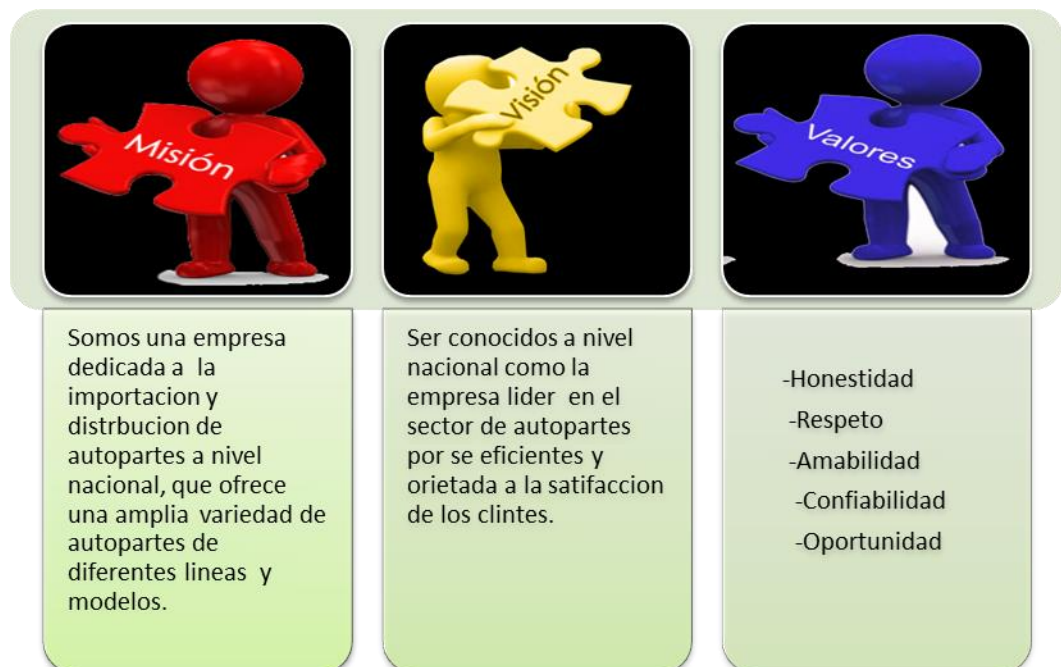 Misión
Somos una empresa
dedicada a la
importacion y
distrbucion de
autopartes a nivel
nacional, que ofrece
una amplia variedad de
autopartes de
diferentes lineas y
modelos.
Visión
Ser conocidos a nivel
nacional como la
empresa lider en el
sector de autopartes
por se eficientes y
orietada a la satifaccion
de los clintes.
Valores
-Honestidad
-Respeto
-Amabilidad
-Confiabilidad
-Oportunidad